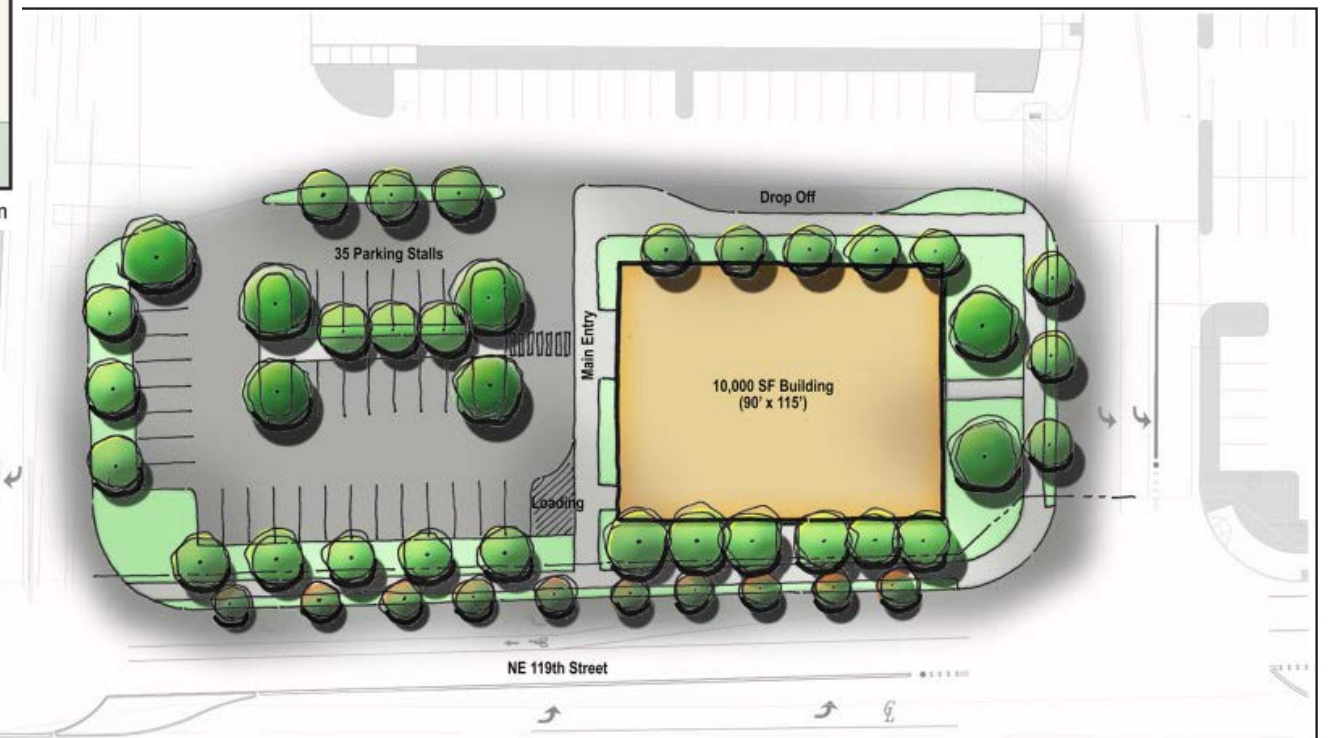 n
Drop Off
35 Parking Stalls
Main Entry
10,000 SF Building
(90' x 115')
Loading
NE 119th Street